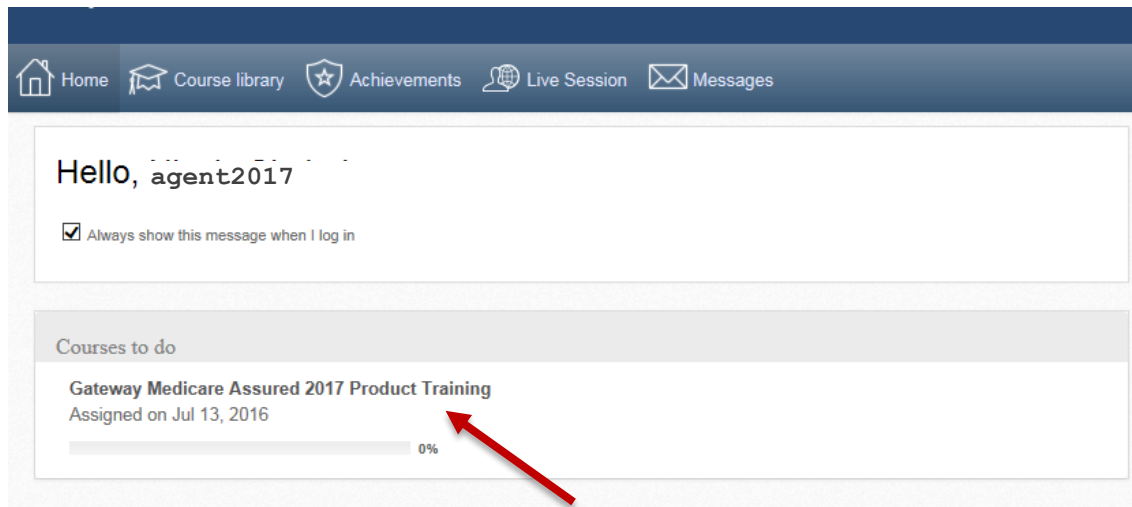 Home Course library Achievements Live Session Messages
Hello, agent2017
Always show this message when I log in
Courses to do
Gateway Medicare Assured 2017 Product Training
Assigned on Jul 13, 2016
0%